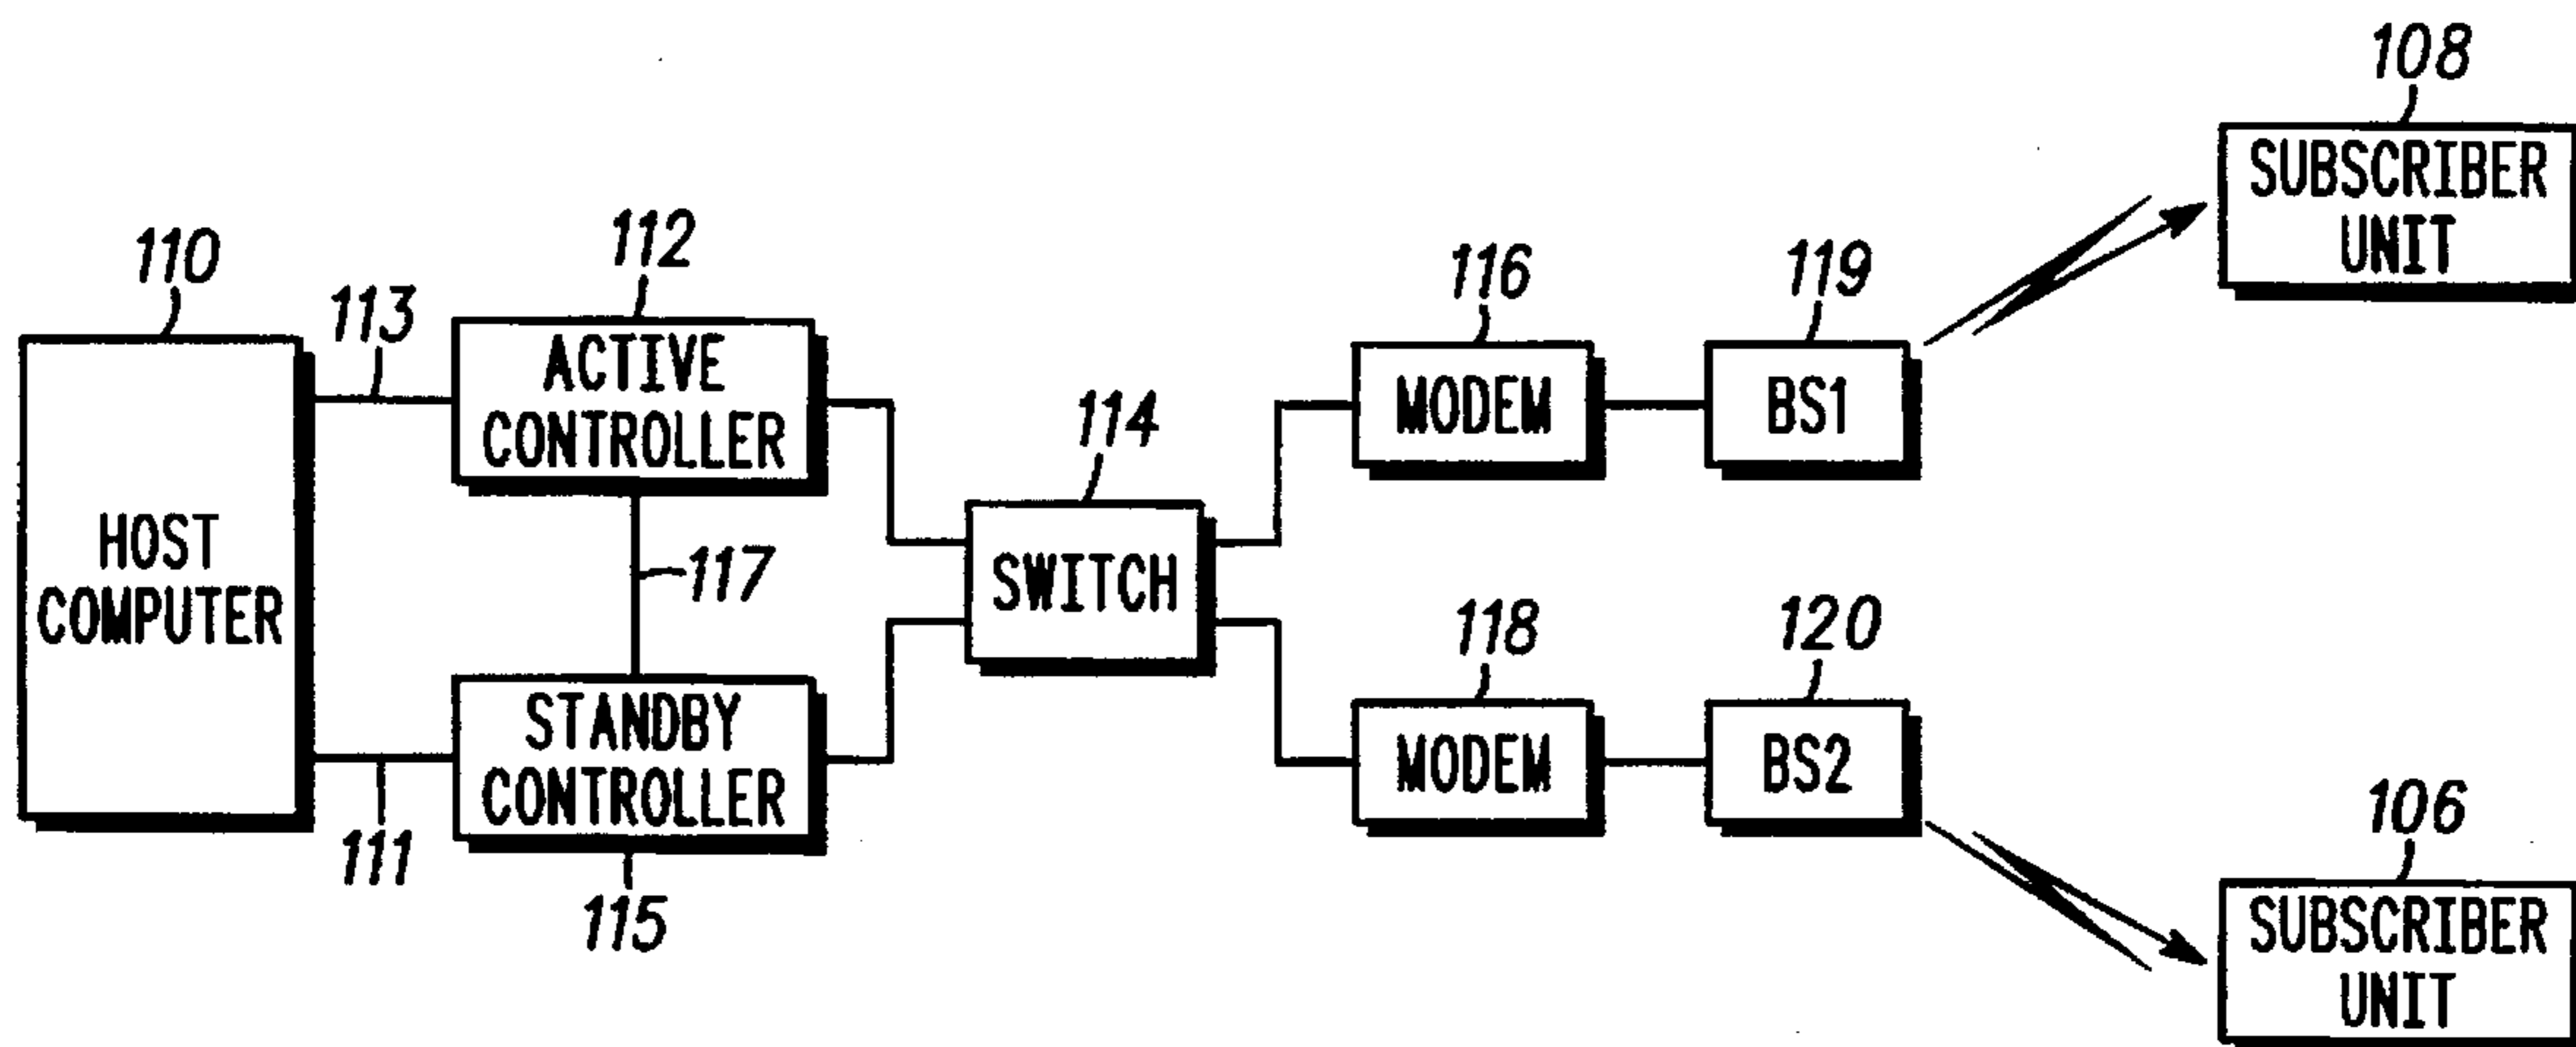 108
SUBSCRIBER
UNIT
110
113
112
ACTIVE
CONTROLLER
116
MODEM
119
BS1
114
SWITCH
HOST
COMPUTER
117
118
MODEM
120
BS2
STANDBY
CONTROLLER
111
115
106
SUBSCRIBER
UNIT